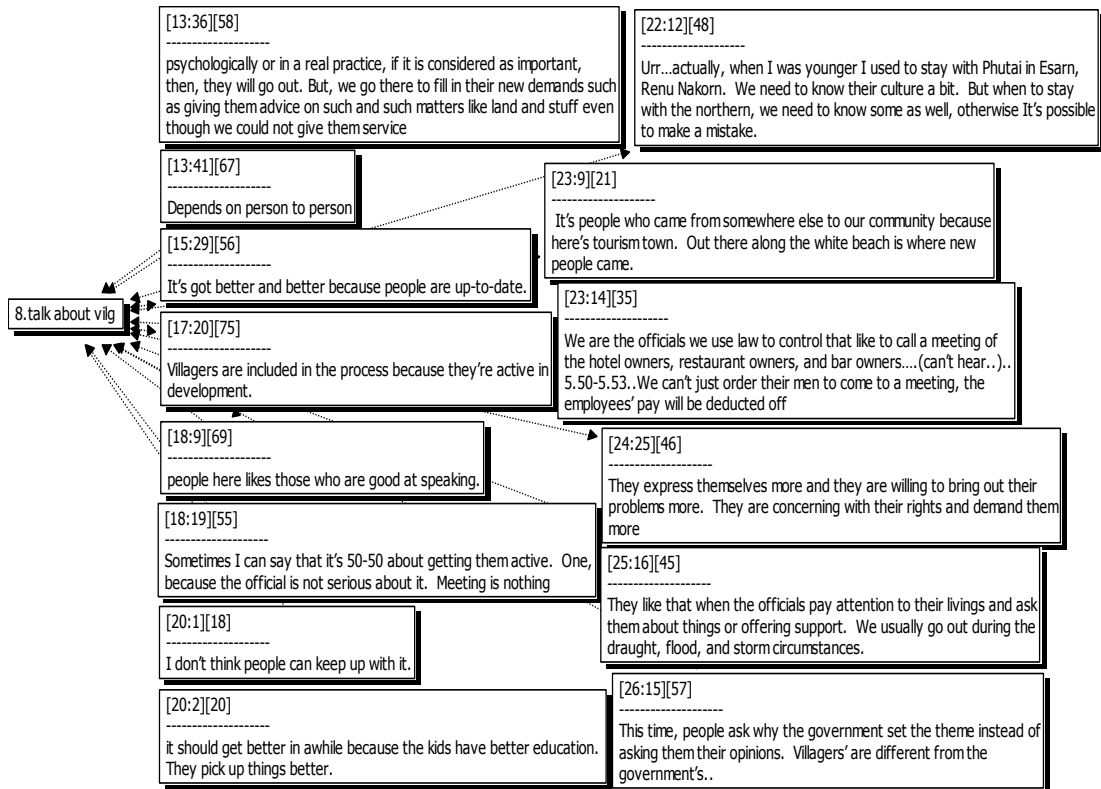 [13:36][58]
--------------------
psychologically or in a real practice, if it is considered as important,
then, they will go out. But, we go there to fill in their new demands such
as giving them advice on such and such matters like land and stuff even
though we could not give them service
[13:41][67]
--------------------
Depends on person to person
[15:29][56]
--------------------
It's got better and better because people are up-to-date.
8.talk about vilg
[17:20][75]
--------------------
Villagers are included in the process because they're active in
development.
[18:9][69]
--------------------
people here likes those who are good at speaking.
[18:19][55]
--------------------
Sometimes I can say that it's 50-50 about getting them active. One,
because the official is not serious about it. Meeting is nothing
[20:1][18]
--------------------
I don't think people can keep up with it.
[20:2][20]
--------------------
it should get better in awhile because the kids have better education.
They pick up things better.
[22:12][48]
--------------------
Urr...actually, when I was younger I used to stay with Phutai in Esarn,
Renu Nakorn. We need to know their culture a bit. But when to stay
with the northern, we need to know some as well, otherwise It's possible
to make a mistake.
[23:9][21]
--------------------
It's people who came from somewhere else to our community because
here's tourism town. Out there along the white beach is where new
people came.
[23:14][35]
--------------------
We are the officials we use law to control that like to call a meeting of
the hotel owners, restaurant owners, and bar owners....(can't hear..)..
5.50-5.53..We can't just order their men to come to a meeting, the
employees' pay will be deducted off
[24:25][46]
--------------------
They express themselves more and they are willing to bring out their
problems more. They are concerning with their rights and demand them
more
[25:16][45]
--------------------
They like that when the officials pay attention to their livings and ask
them about things or offering support. We usually go out during the
draught, flood, and storm circumstances.
[26:15][57]
--------------------
This time, people ask why the government set the theme instead of
asking them their opinions. Villagers' are different from the
government's..